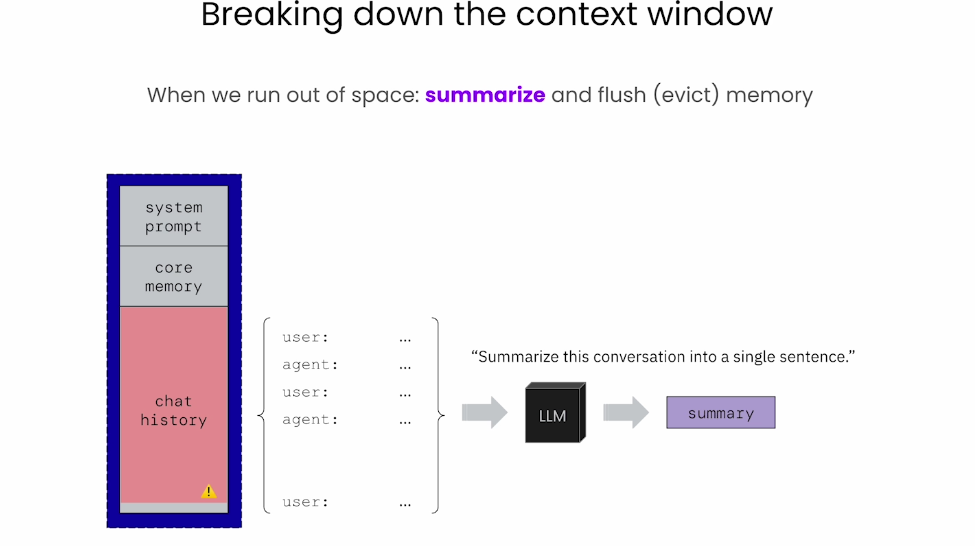 Breaking down the context window
When we run out of space: summarize and flush (evict) memory
system
prompt
core
memory
chat
history
user: ...
agent: ...
user: ...
agent: ...
user: ...
“Summarize this conversation into a single sentence.”
LLM
summary